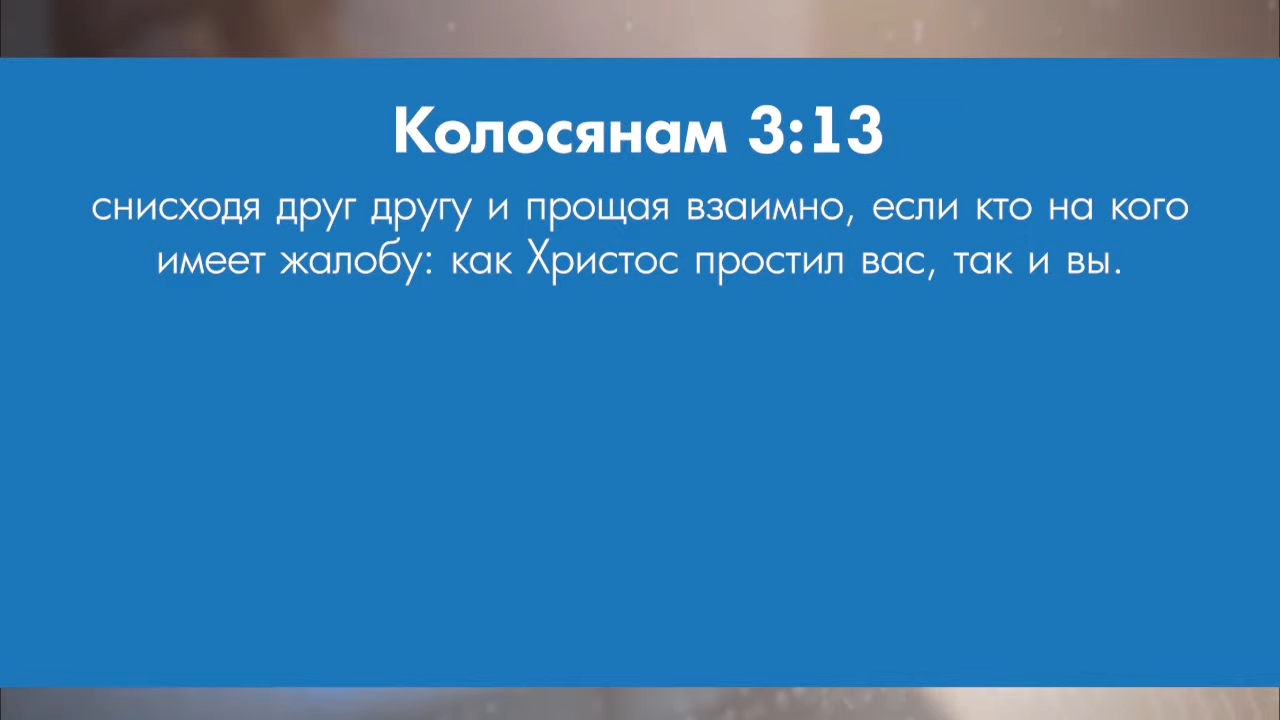 Колосянам 3:13
снисходя друг другу и прощая взаимно, если кто на кого
имеет жалобу: как Христос простил вас, так и вы.